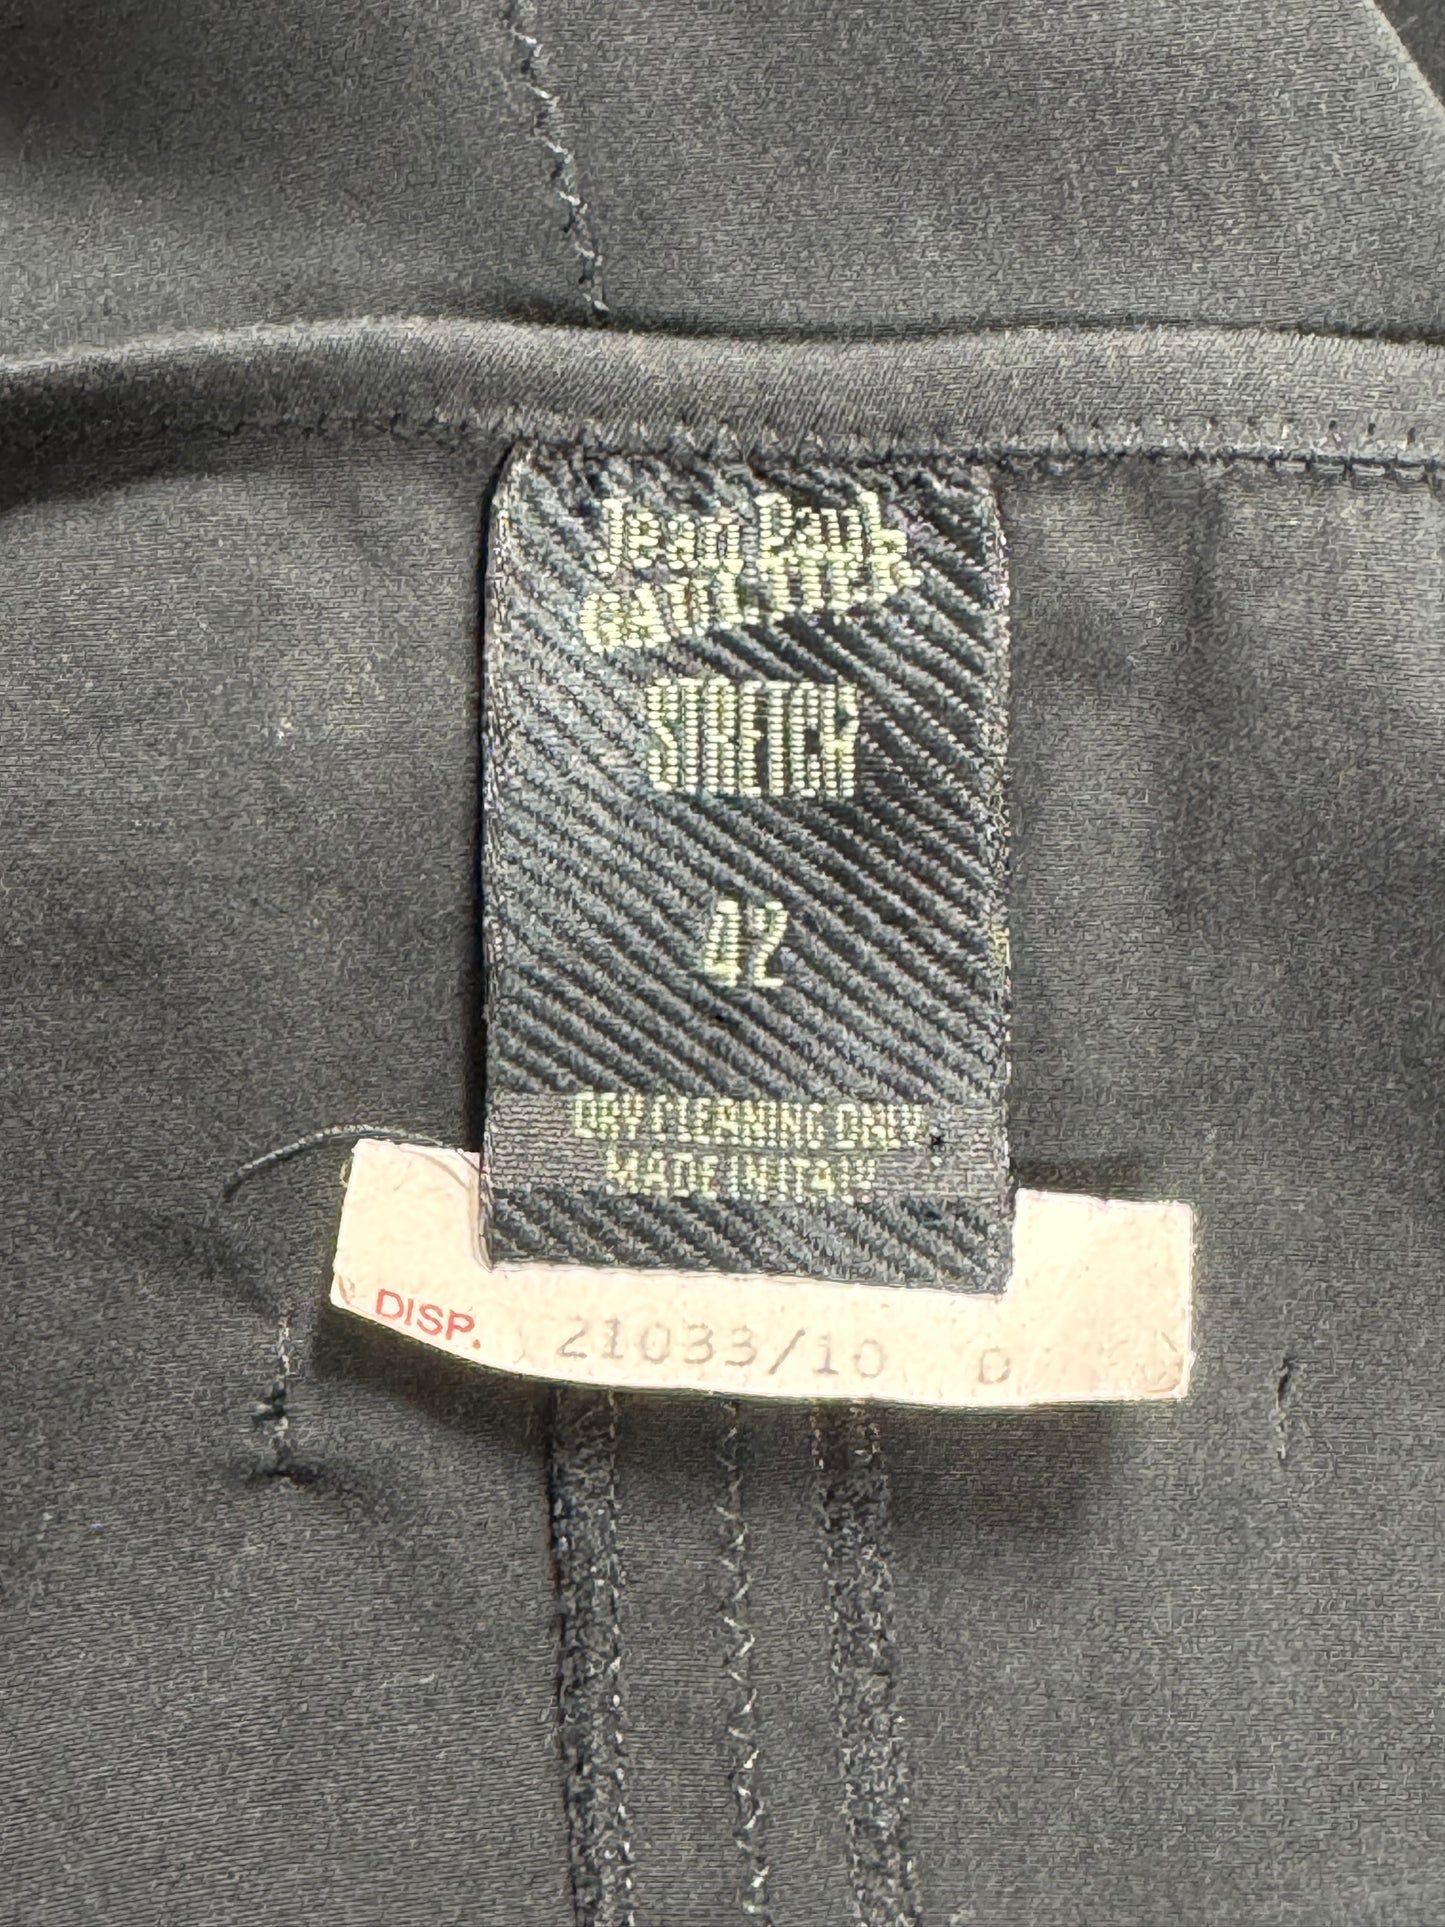 Jean Paul
GAULTIER
STRETCH
42
DRY CLEANING ONLY
MADE IN ITALY
DISP. 21033/10 D